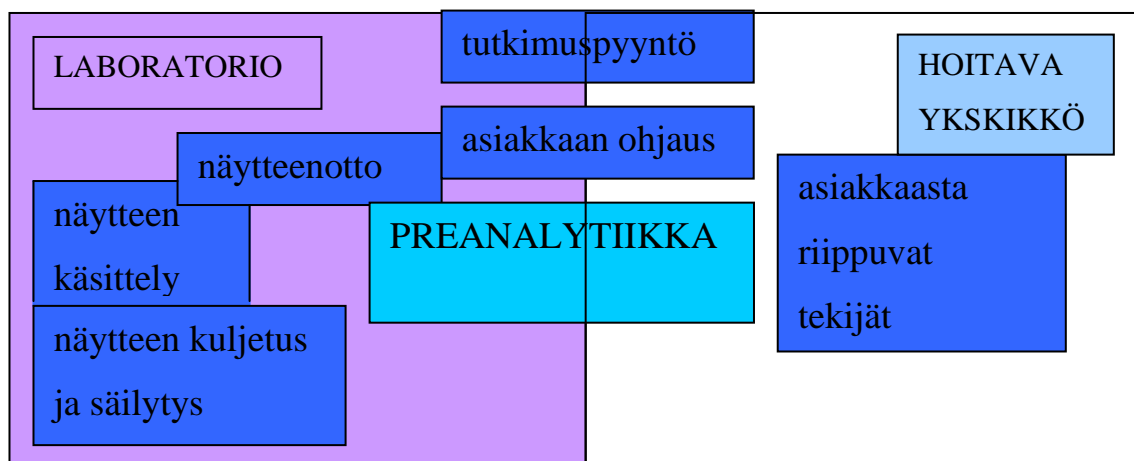 LABORATORIO
tutkimuspyyntö
HOITAVA
YKSKIKKÖ
asiakkaan ohjaus
näytteenotto
asiakkaasta
riippuvat
tekijät
näytteen
käsittely
PREANALYTIIKKA
näytteen kuljetus
ja säilytys